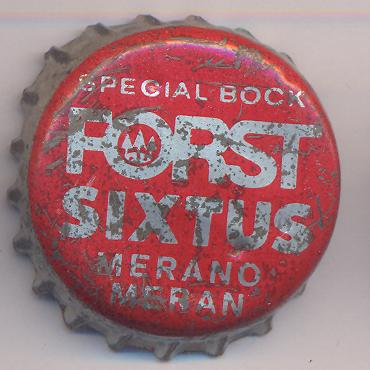 SPECIAL BOCK
FORST
SIXTUS
MERANO
MERAN